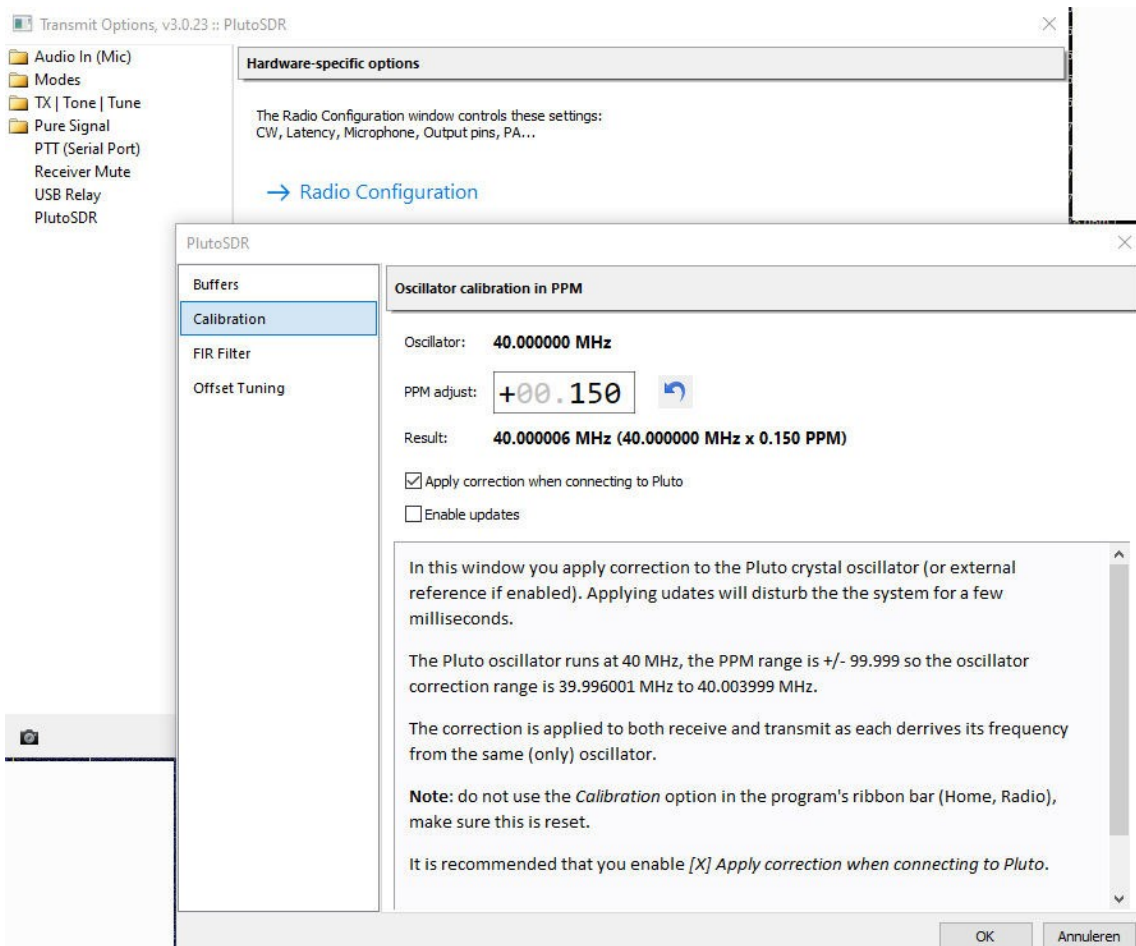 Transmit Options, v3.0.23 :: PlutoSDR
Audio In (Mic)
Modes
TX | Tone | Tune
Pure Signal
PTT (Serial Port)
Receiver Mute
USB Relay
PlutoSDR
Hardware-specific options
The Radio Configuration window controls these settings:
CW, Latency, Microphone, Output pins, PA...
→ Radio Configuration
PlutoSDR
Buffers
Calibration
FIR Filter
Offset Tuning
Oscillator calibration in PPM
Oscillator: 40.000000 MHz
PPM adjust: +00.150
Result: 40.000006 MHz (40.000000 MHz x 0.150 PPM)
Apply correction when connecting to Pluto
Enable updates
In this window you apply correction to the Pluto crystal oscillator (or external
reference if enabled). Applying udates will disturb the the system for a few
milliseconds.
The Pluto oscillator runs at 40 MHz, the PPM range is +/- 99.999 so the oscillator
correction range is 39.996001 MHz to 40.003999 MHz.
The correction is applied to both receive and transmit as each derrives its frequency
from the same (only) oscillator.
Note: do not use the Calibration option in the program's ribbon bar (Home, Radio),
make sure this is reset.
It is recommended that you enable [X] Apply correction when connecting to Pluto.
OK
Annuleren